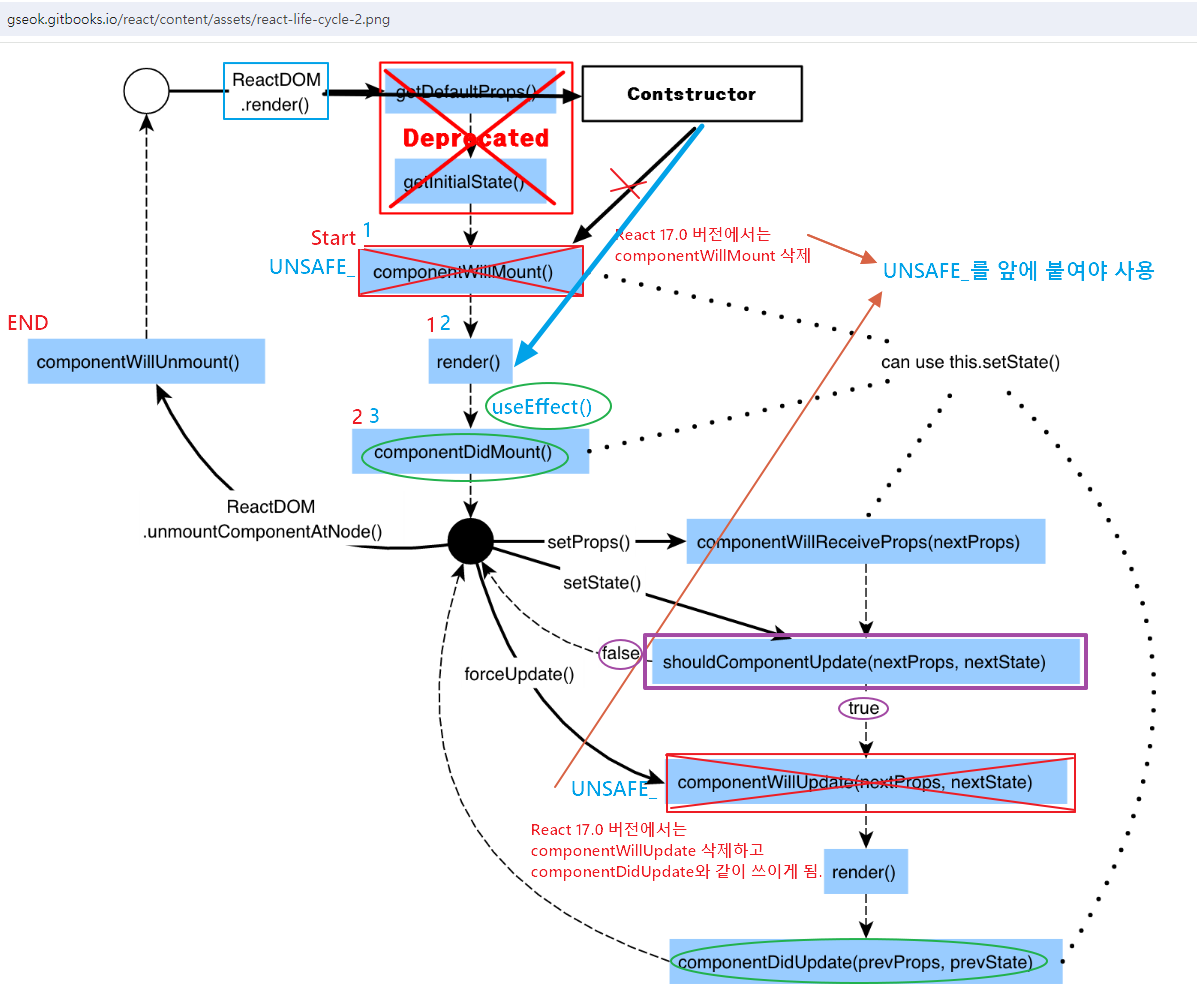 gseok.gitbooks.io/react/content/assets/react-life-cycle-2.png
ReactDOM
.render()
getDefaultProps()
Contstructor
Deprecated
getInitialState()
Start 1
UNSAFE_
componentWillMount()
React 17.0 버전에서는
componentWillMount 삭제
UNSAFE_를 앞에 붙여야 사용
END
componentWillUnmount()
1 2
render()
can use this.setState()
useEffect()
2 3
componentDidMount()
ReactDOM
.unmountComponentAtNode()
setProps()
componentWillReceiveProps(nextProps)
setState()
false
shouldComponentUpdate(nextProps, nextState)
forceUpdate()
true
UNSAFE_
componentWillUpdate(nextProps, nextState)
React 17.0 버전에서는
componentWillUpdate 삭제하고
componentDidUpdate와 같이 쓰이게 됨.
render()
componentDidUpdate(prevProps, prevState)